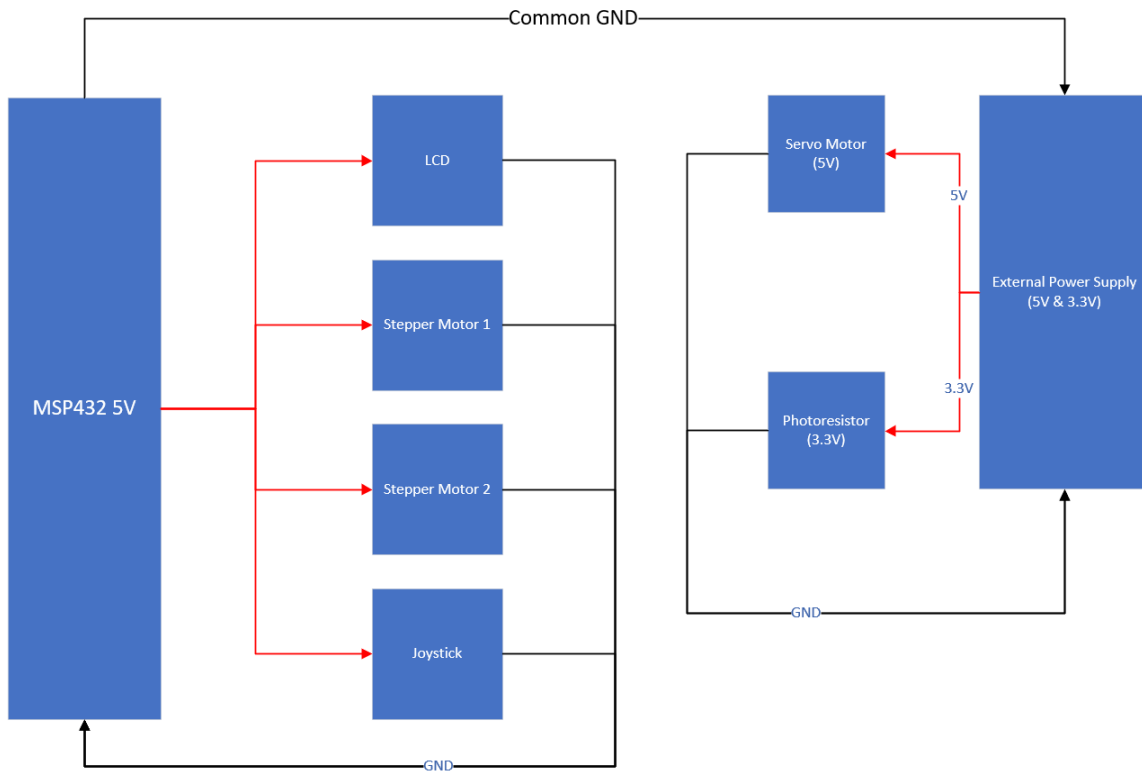 Common GND
MSP432 5V
LCD
Stepper Motor 1
Stepper Motor 2
Joystick
GND
Servo Motor
(5V)
5V
External Power Supply
(5V & 3.3V)
3.3V
Photoresistor
(3.3V)
GND